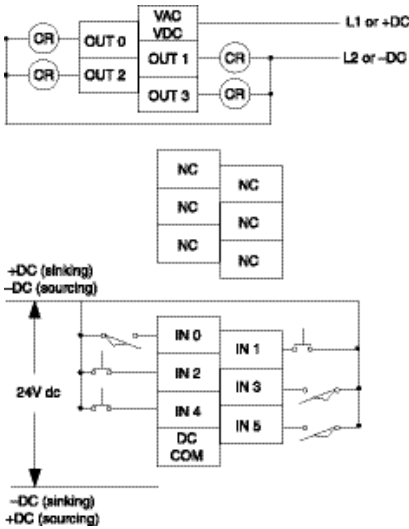 VAC
VDC
L1 or +DC
CR
OUT 0
OUT 1
CR
L2 or –DC
CR
OUT 2
OUT 3
CR
NC
NC
NC
NC
NC
NC
+DC (sinking)
–DC (sourcing)
IN 0
IN 1
IN 2
IN 3
24V dc
IN 4
IN 5
DC
COM
–DC (sinking)
+DC (sourcing)